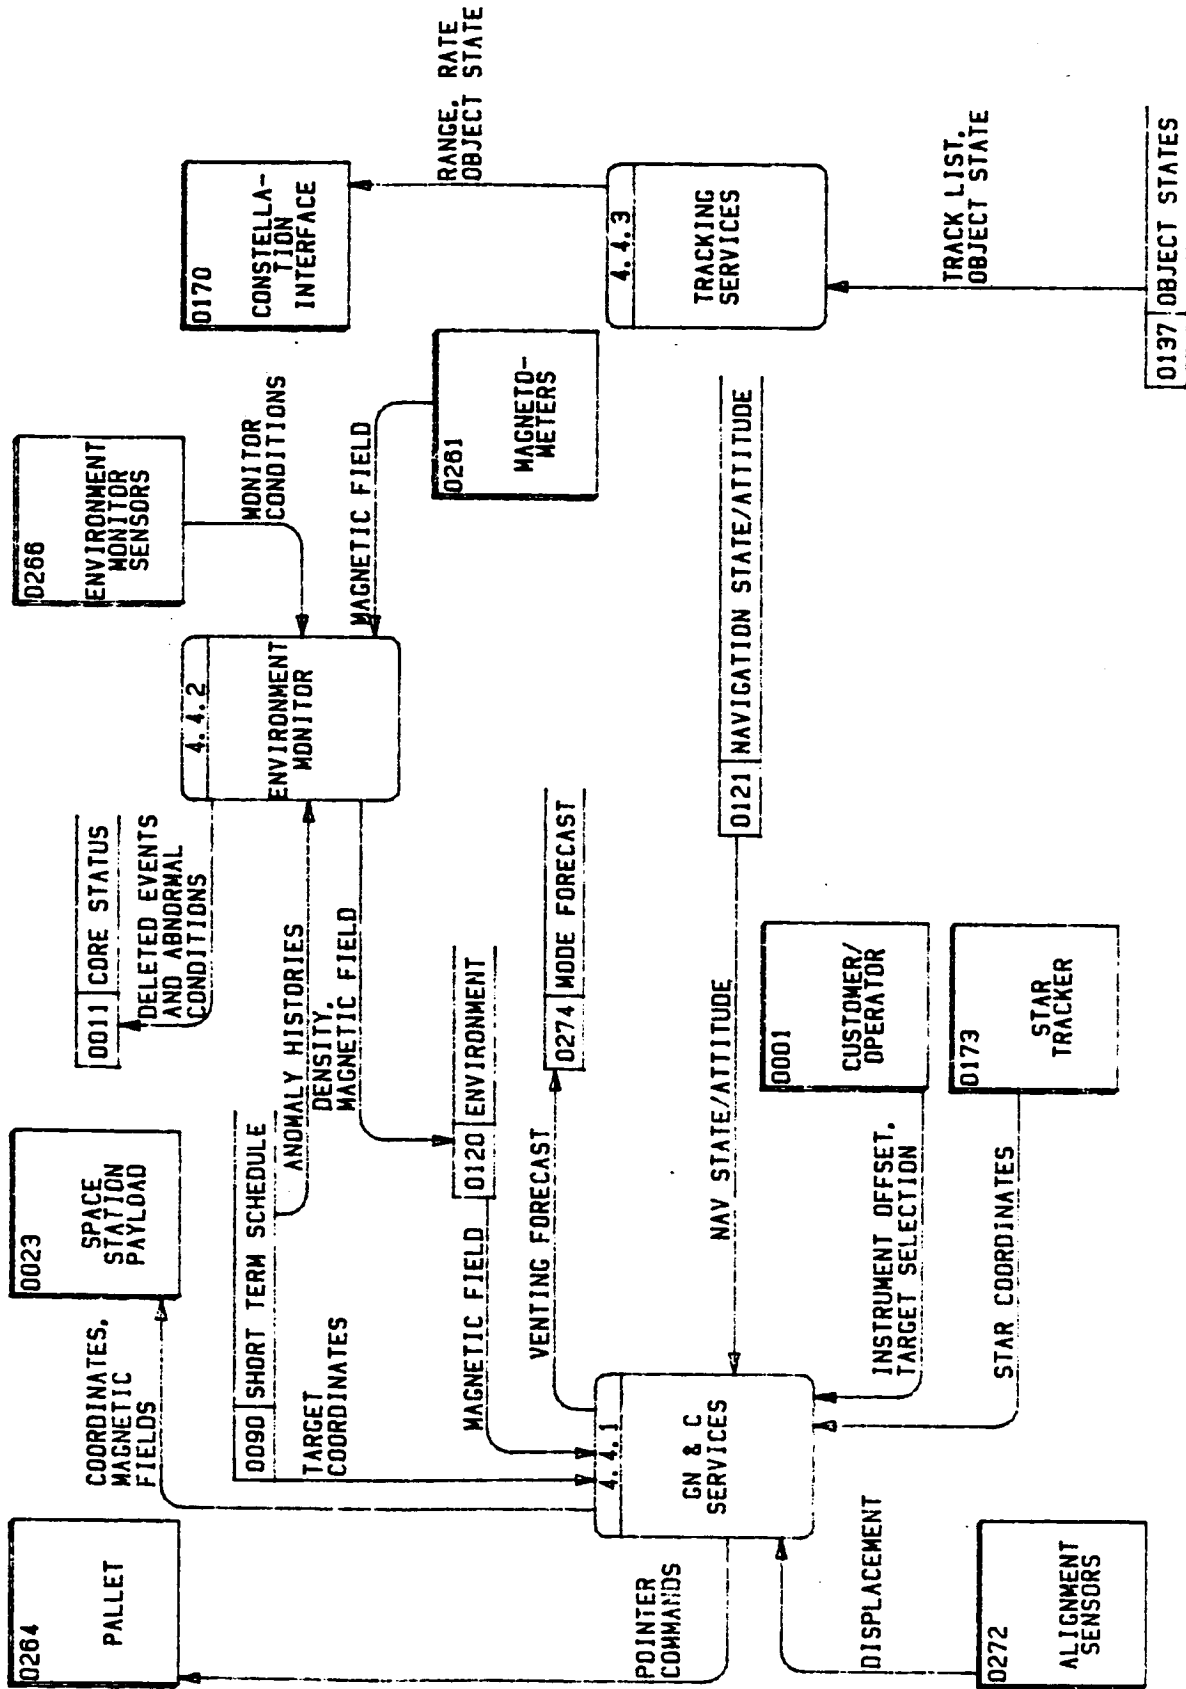 0264
PALLET
0023
SPACE
STATION
PAYLOAD
0011 CORE STATUS
0266
ENVIRONMENT
MONITOR
SENSORS
0170
CONSTELLA-
TION
INTERFACE
COORDINATES,
MAGNETIC
FIELDS
DELETED EVENTS
AND ABNORMAL
CONDITIONS
4.4.2
ENVIRONMENT
MONITOR
MONITOR
CONDITIONS
0090 SHORT TERM SCHEDULE
ANOMALY HISTORIES
TARGET
COORDINATES
DENSITY,
MAGNETIC FIELD
MAGNETIC FIELD
0261
MAGNETO-
METERS
RANGE, RATE
OBJECT STATE
MAGNETIC FIELD
0120 ENVIRONMENT
VENTING FORECAST
0274 MODE FORECAST
POINTER
COMMANDS
4.4.1
GN & C
SERVICES
4.4.3
TRACKING
SERVICES
NAV STATE/ATTITUDE
0121 NAVIGATION STATE/ATTITUDE
0001
CUSTOMER/
OPERATOR
INSTRUMENT OFFSET,
TARGET SELECTION
DISPLACEMENT
0173
STAR
TRACKER
STAR COORDINATES
TRACK LIST,
OBJECT STATE
0272
ALIGNMENT
SENSORS
0137 OBJECT STATES